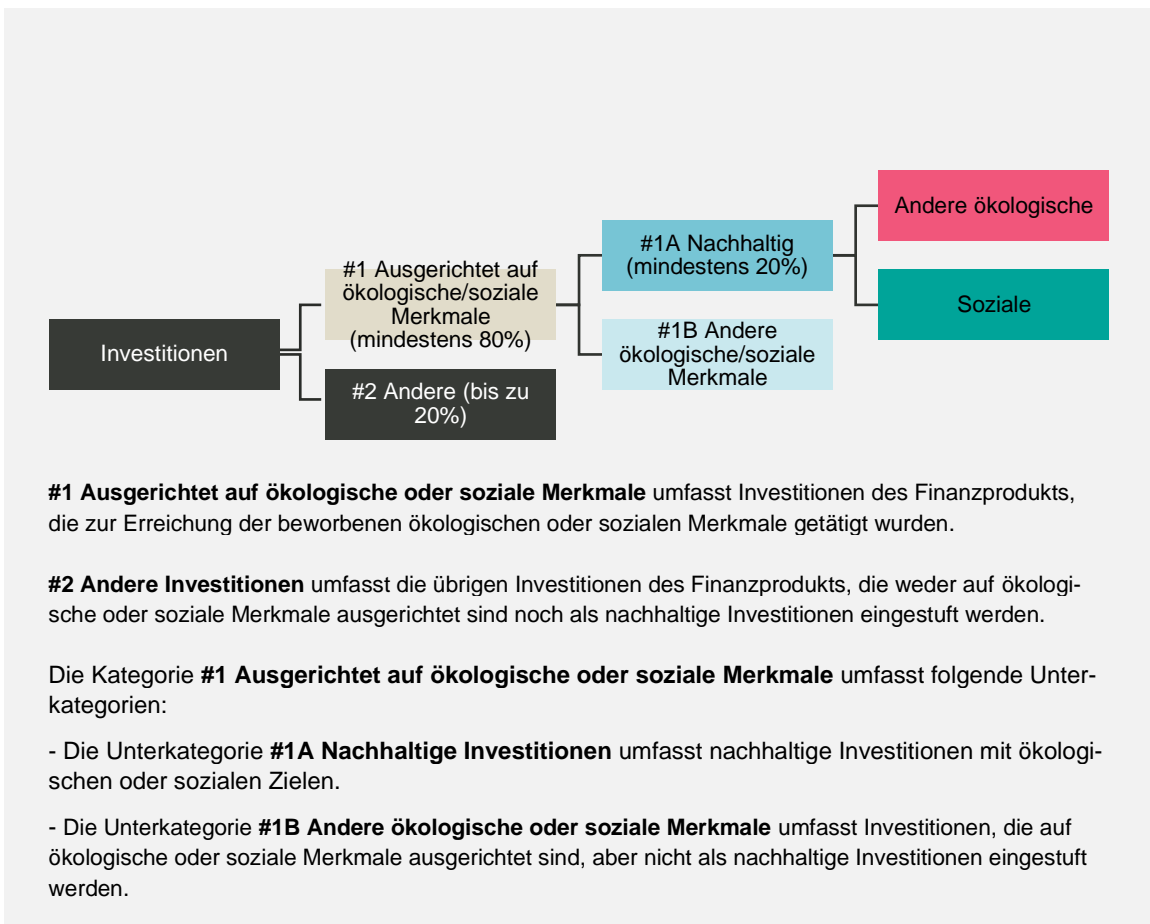 Andere ökologische
#1A Nachhaltig
(mindestens 20%)
#1 Ausgerichtet auf
ökologische/soziale
Merkmale
(mindestens 80%)
Soziale
Investitionen
#1B Andere
ökologische/soziale
Merkmale
#2 Andere (bis zu
20%)
#1 Ausgerichtet auf ökologische oder soziale Merkmale umfasst Investitionen des Finanzprodukts,
die zur Erreichung der beworbenen ökologischen oder sozialen Merkmale getätigt wurden.
#2 Andere Investitionen umfasst die übrigen Investitionen des Finanzprodukts, die weder auf ökologi-
sche oder soziale Merkmale ausgerichtet sind noch als nachhaltige Investitionen eingestuft werden.
Die Kategorie #1 Ausgerichtet auf ökologische oder soziale Merkmale umfasst folgende Unter-
kategorien:
- Die Unterkategorie #1A Nachhaltige Investitionen umfasst nachhaltige Investitionen mit ökologi-
schen oder sozialen Zielen.
- Die Unterkategorie #1B Andere ökologische oder soziale Merkmale umfasst Investitionen, die auf
ökologische oder soziale Merkmale ausgerichtet sind, aber nicht als nachhaltige Investitionen eingestuft
werden.